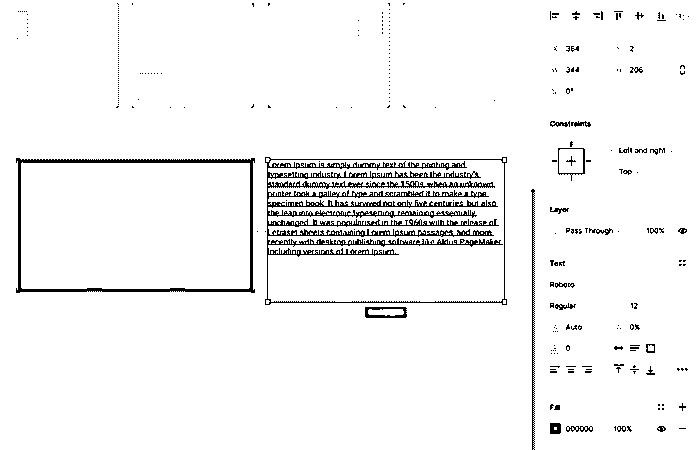 X 364 Y 2
W 344 H 206
0°
Constraints
Left and right
Top
Layer
Pass Through 100%
Text
Roboto
Regular 12
Auto 0%
0
Fill
000000 100%
Lorem Ipsum is simply dummy text of the printing and
typesetting industry. Lorem Ipsum has been the industry's
standard dummy text ever since the 1500s, when an unknown
printer took a galley of type and scrambled it to make a type
specimen book. It has survived not only five centuries, but also
the leap into electronic typesetting, remaining essentially
unchanged. It was popularised in the 1960s with the release of
Letraset sheets containing Lorem Ipsum passages, and more
recently with desktop publishing software like Aldus PageMaker
including versions of Lorem Ipsum.